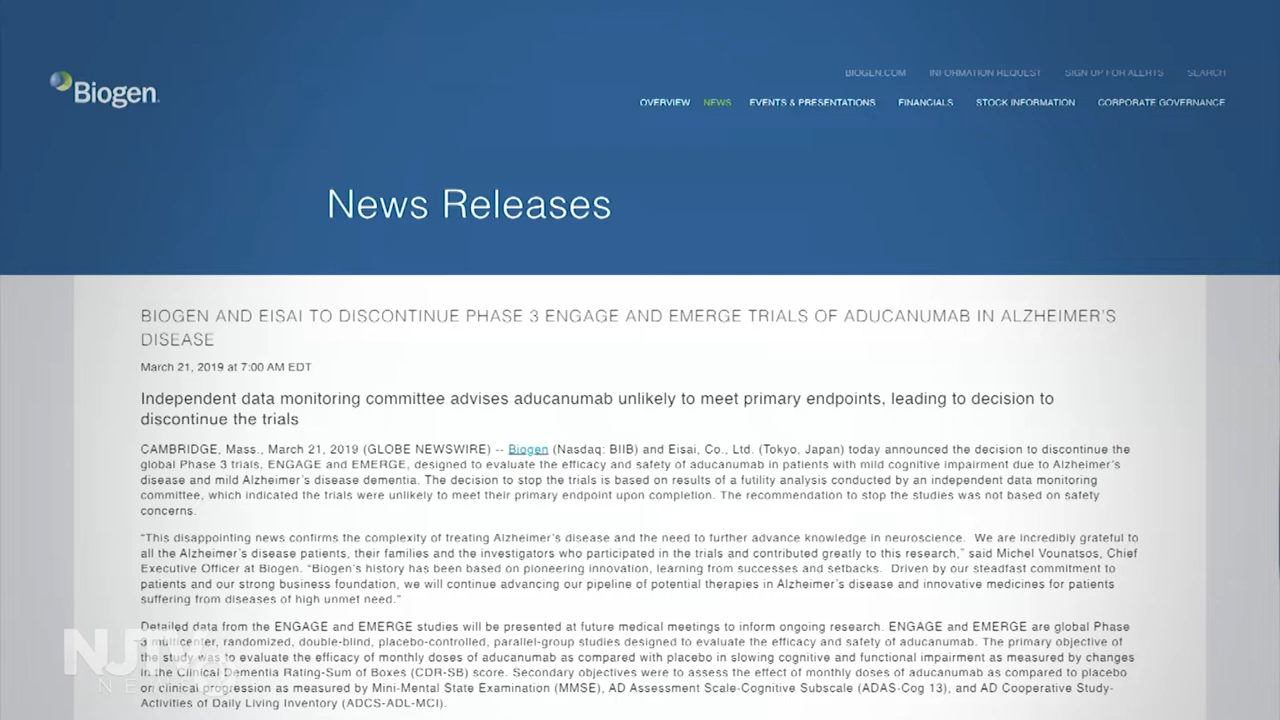 Biogen.
BIOGEN.COM INFORMATION REQUEST SIGN UP FOR ALERTS SEARCH
OVERVIEW NEWS EVENTS & PRESENTATIONS FINANCIALS STOCK INFORMATION CORPORATE GOVERNANCE
News Releases
BIOGEN AND EISAI TO DISCONTINUE PHASE 3 ENGAGE AND EMERGE TRIALS OF ADUCANUMAB IN ALZHEIMER'S
DISEASE
March 21, 2019 at 7:00 AM EDT
Independent data monitoring committee advises aducanumab unlikely to meet primary endpoints, leading to decision to
discontinue the trials
CAMBRIDGE, Mass., March 21, 2019 (GLOBE NEWSWIRE) -- Biogen (Nasdaq: BIIB) and Eisai, Co., Ltd. (Tokyo, Japan) today announced the decision to discontinue the
global Phase 3 trials, ENGAGE and EMERGE, designed to evaluate the efficacy and safety of aducanumab in patients with mild cognitive impairment due to Alzheimer's
disease and mild Alzheimer's disease dementia. The decision to stop the trials is based on results of a futility analysis conducted by an independent data monitoring
committee, which indicated the trials were unlikely to meet their primary endpoint upon completion. The recommendation to stop the studies was not based on safety
concerns.
"This disappointing news confirms the complexity of treating Alzheimer's disease and the need to further advance knowledge in neuroscience. We are incredibly grateful to
all the Alzheimer's disease patients, their families and the investigators who participated in the trials and contributed greatly to this research," said Michel Vounatsos, Chief
Executive Officer at Biogen. "Biogen's history has been based on pioneering innovation, learning from successes and setbacks. Driven by our steadfast commitment to
patients and our strong business foundation, we will continue advancing our pipeline of potential therapies in Alzheimer's disease and innovative medicines for patients
suffering from diseases of high unmet need."
Detailed data from the ENGAGE and EMERGE studies will be presented at future medical meetings to inform ongoing research. ENGAGE and EMERGE are global Phase
3 multicenter, randomized, double-blind, placebo-controlled, parallel-group studies designed to evaluate the efficacy and safety of aducanumab. The primary objective of
the study was to evaluate the efficacy of monthly doses of aducanumab as compared with placebo in slowing cognitive and functional impairment as measured by changes
in the Clinical Dementia Rating-Sum of Boxes (CDR-SB) score. Secondary objectives were to assess the effect of monthly doses of aducanumab as compared to placebo
on clinical progression as measured by Mini-Mental State Examination (MMSE), AD Assessment Scale-Cognitive Subscale (ADAS-Cog 13), and AD Cooperative Study-
Activities of Daily Living Inventory (ADCS-ADL-MCI).